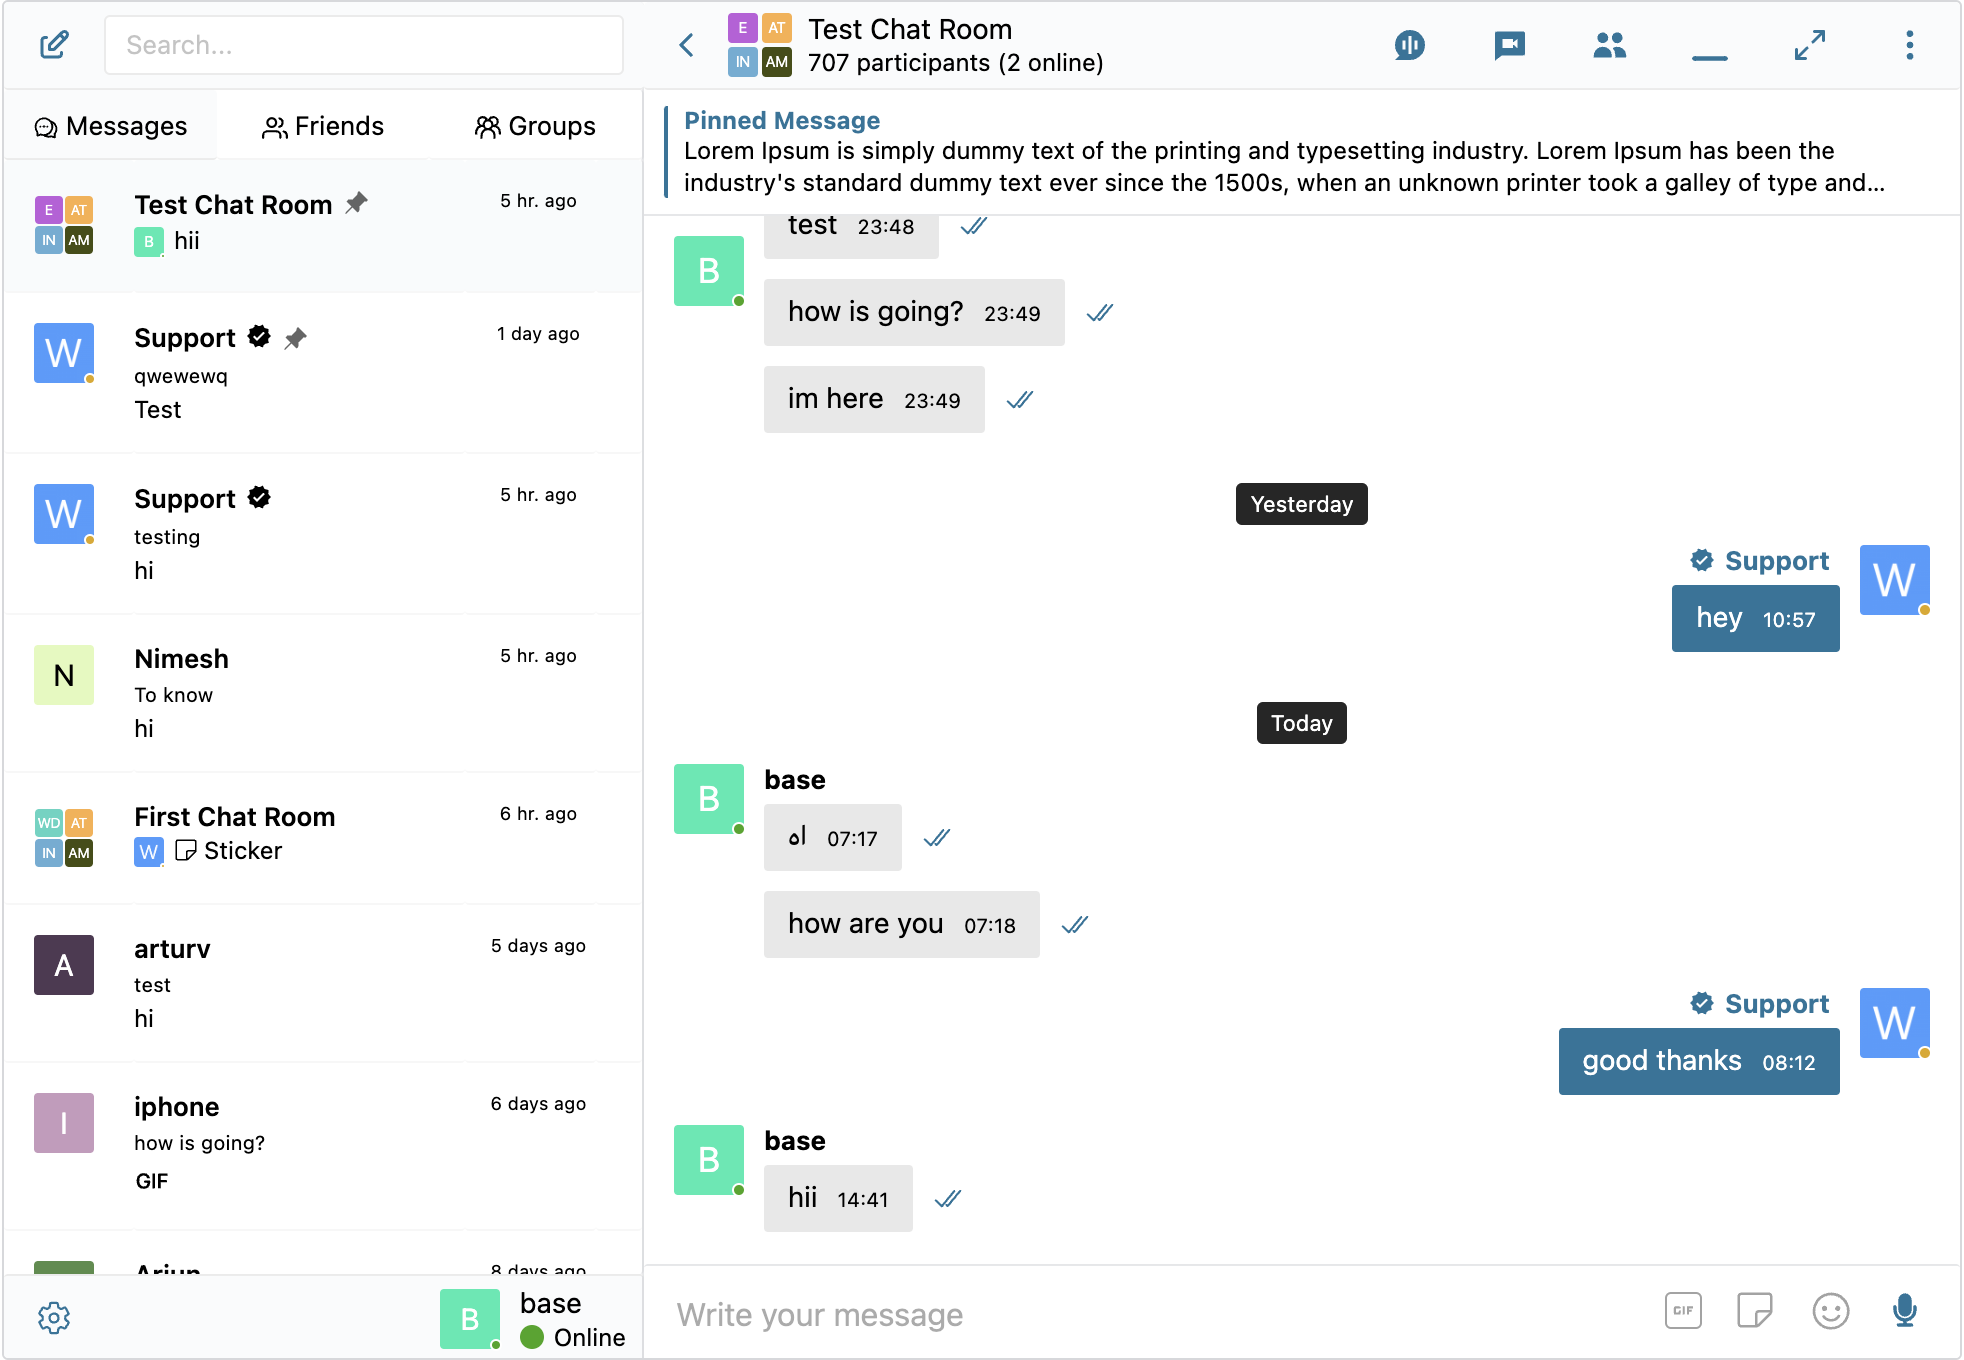 Search...
Messages
Friends
Groups
E AT
IN AM
Test Chat Room
5 hr. ago
B hii
W
Support
1 day ago
qwewewq
Test
W
Support
5 hr. ago
testing
hi
N
Nimesh
5 hr. ago
To know
hi
WD AT
IN AM
First Chat Room
6 hr. ago
W Sticker
A
arturv
5 days ago
test
hi
I
iphone
6 days ago
how is going?
GIF
Arjun
8 days ago
B
base
Online
E AT
IN AM
Test Chat Room
707 participants (2 online)
Pinned Message
Lorem Ipsum is simply dummy text of the printing and typesetting industry. Lorem Ipsum has been the
industry's standard dummy text ever since the 1500s, when an unknown printer took a galley of type and...
test 23:48
B
how is going? 23:49
im here 23:49
Yesterday
Support
W
hey 10:57
Today
B
base
اه 07:17
how are you 07:18
Support
W
good thanks 08:12
B
base
hii 14:41
Write your message
GIF